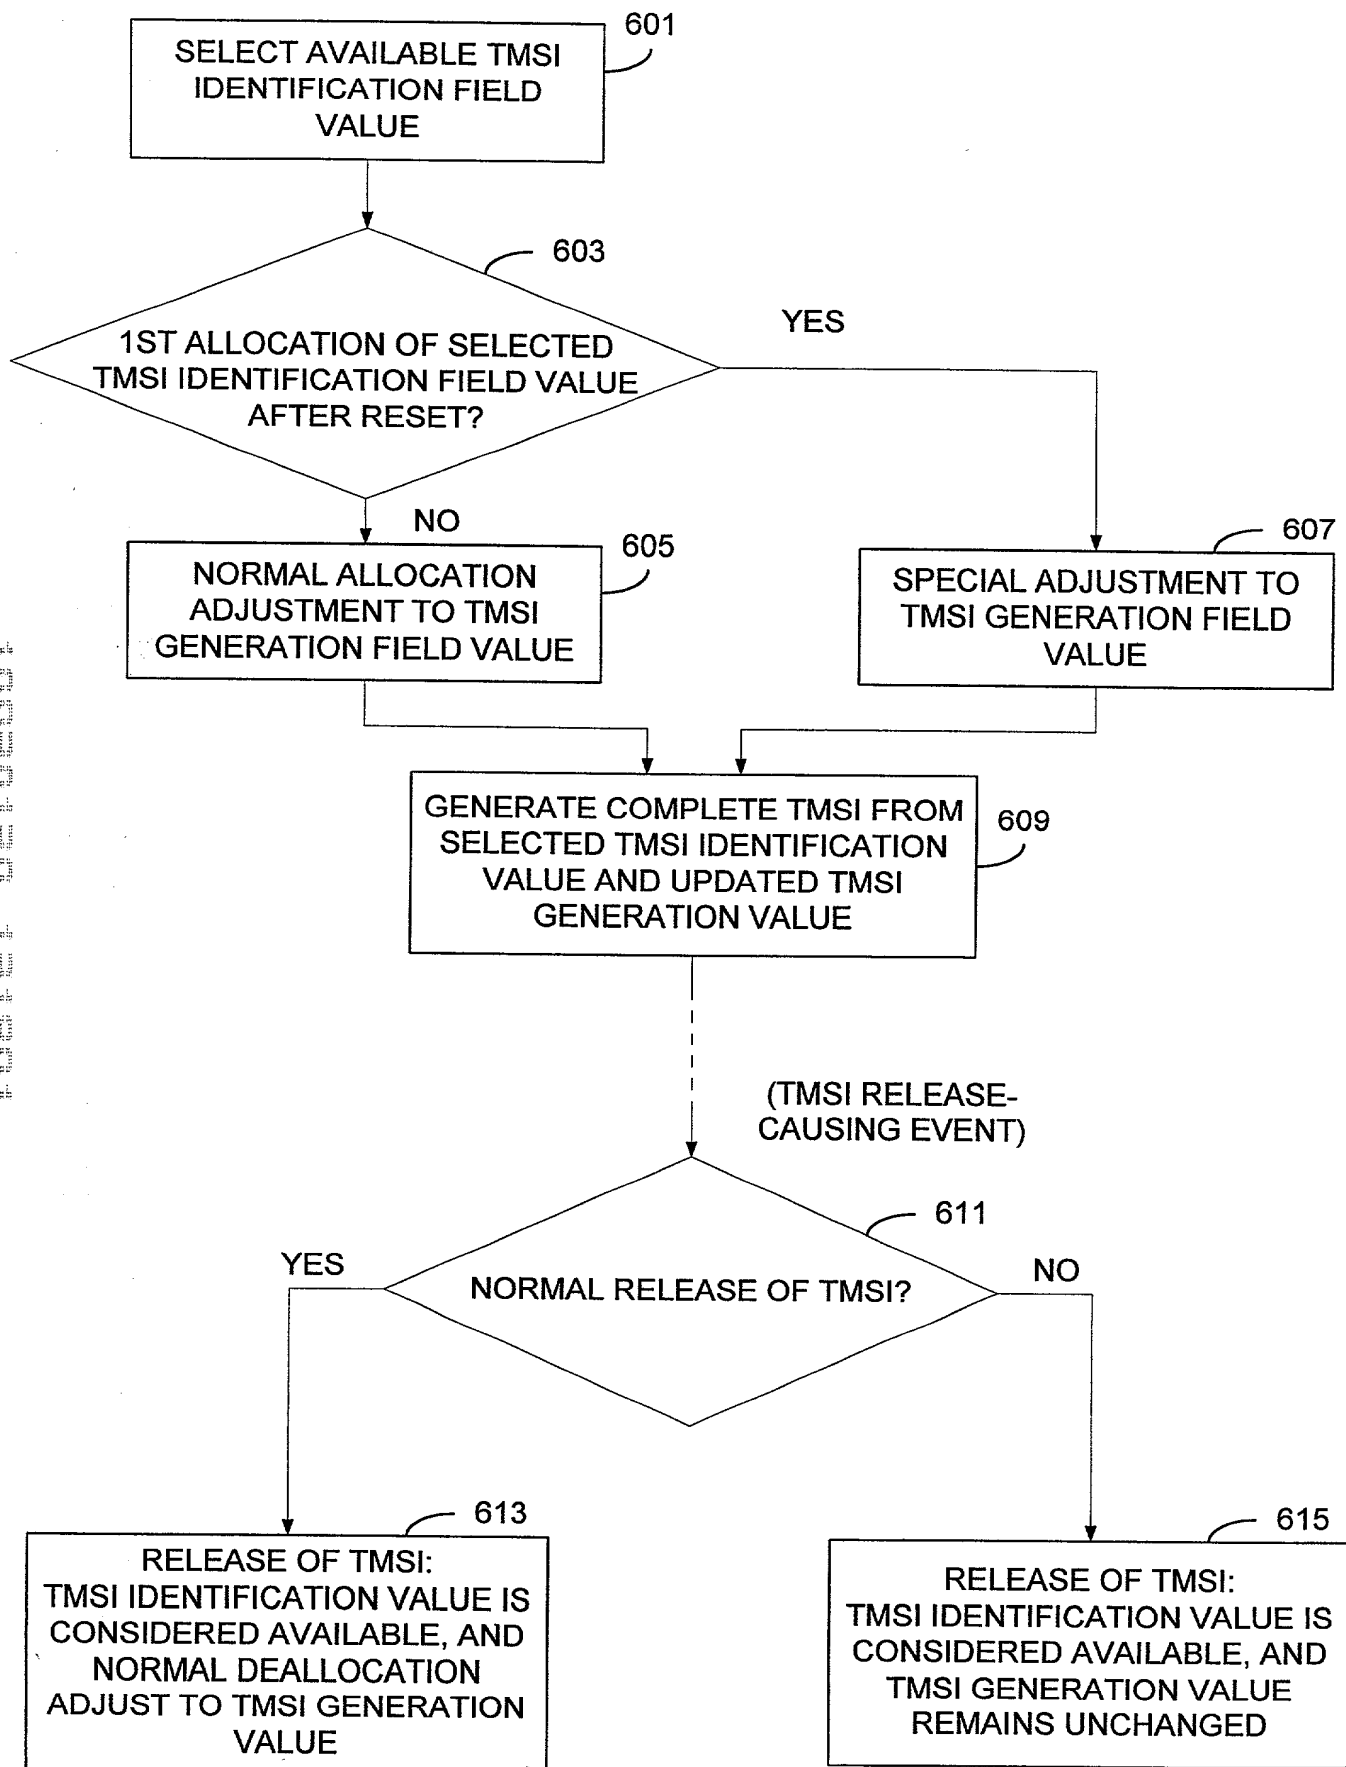 601
SELECT AVAILABLE TMSI
IDENTIFICATION FIELD
VALUE
603
YES
1ST ALLOCATION OF SELECTED
TMSI IDENTIFICATION FIELD VALUE
AFTER RESET?
NO
605
607
NORMAL ALLOCATION
ADJUSTMENT TO TMSI
GENERATION FIELD VALUE
SPECIAL ADJUSTMENT TO
TMSI GENERATION FIELD
VALUE
GENERATE COMPLETE TMSI FROM
SELECTED TMSI IDENTIFICATION
VALUE AND UPDATED TMSI
GENERATION VALUE
609
(TMSI RELEASE-
CAUSING EVENT)
611
YES
NO
NORMAL RELEASE OF TMSI?
613
615
RELEASE OF TMSI:
TMSI IDENTIFICATION VALUE IS
CONSIDERED AVAILABLE, AND
NORMAL DEALLOCATION
ADJUST TO TMSI GENERATION
VALUE
RELEASE OF TMSI:
TMSI IDENTIFICATION VALUE IS
CONSIDERED AVAILABLE, AND
TMSI GENERATION VALUE
REMAINS UNCHANGED